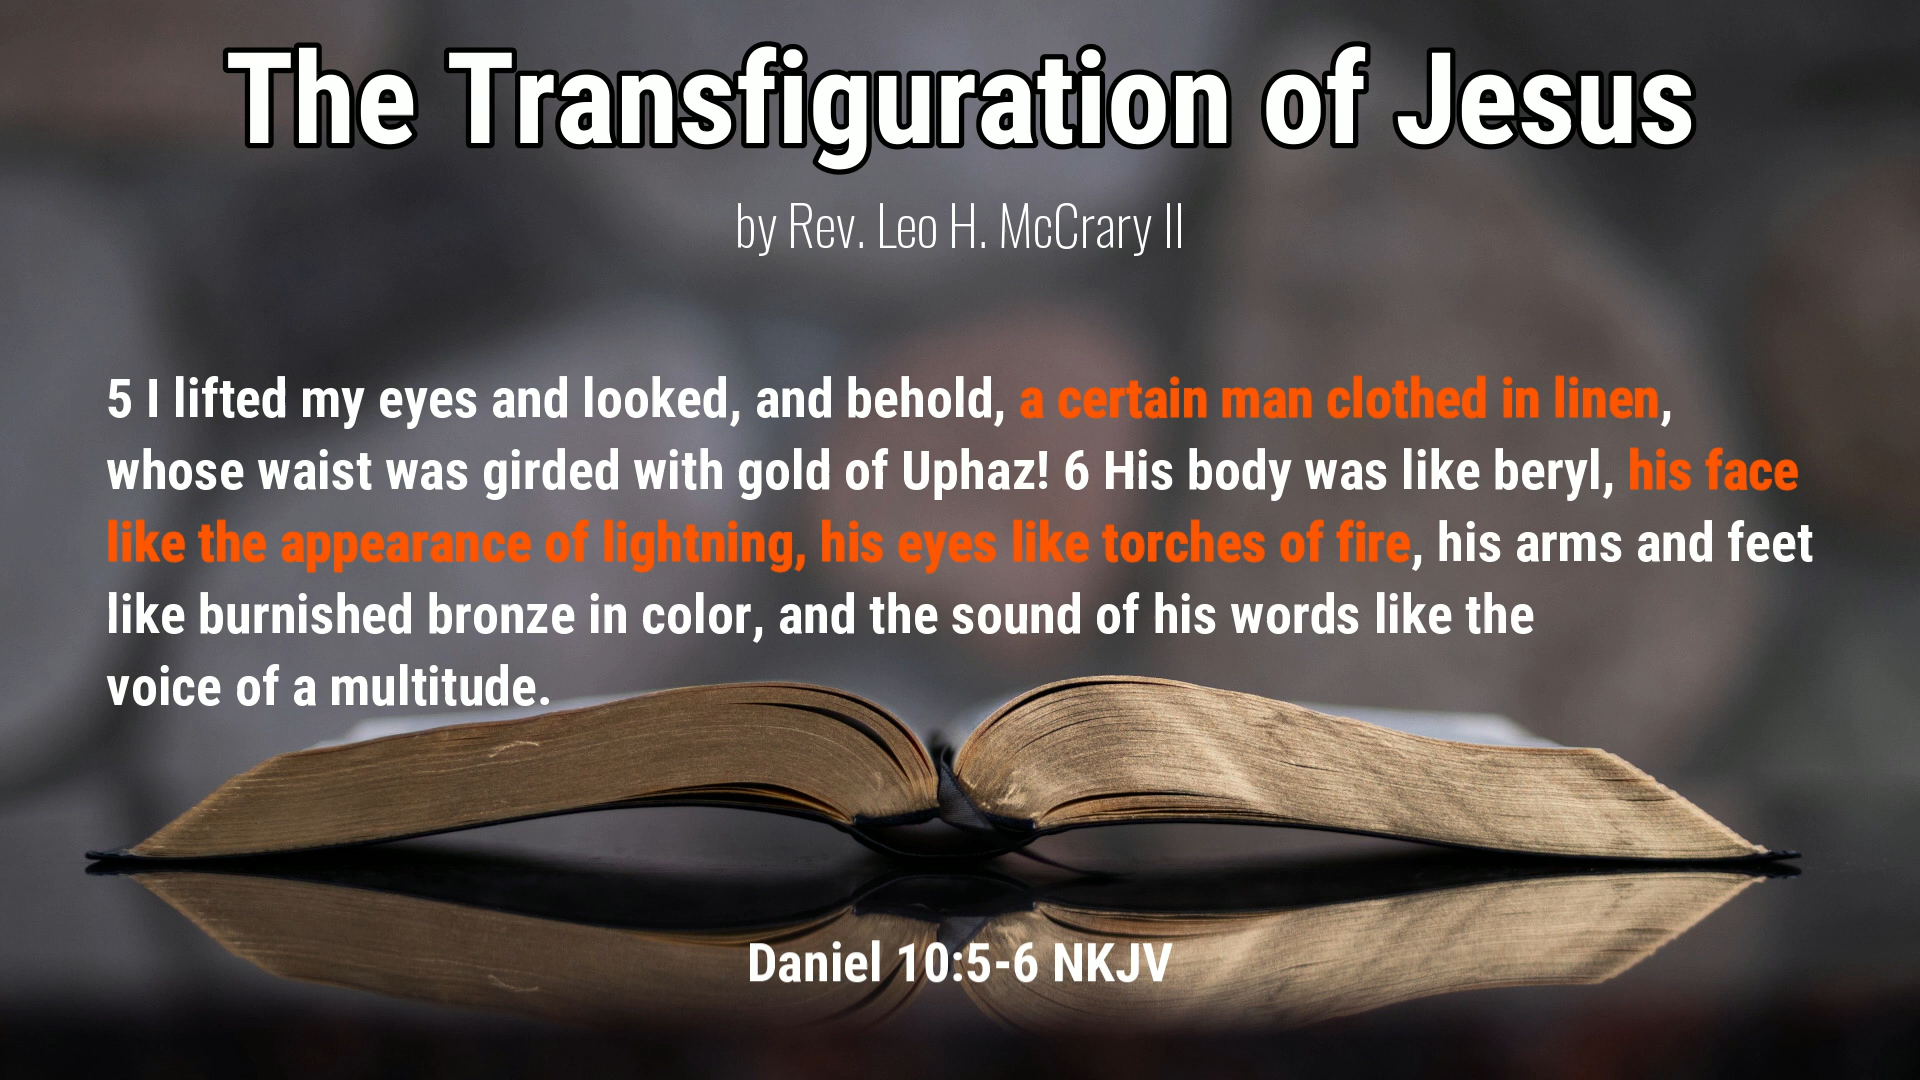 The Transfiguration of Jesus
by Rev. Leo H. McCrary II
5 I lifted my eyes and looked, and behold, a certain man clothed in linen,
whose waist was girded with gold of Uphaz! 6 His body was like beryl, his face
like the appearance of lightning, his eyes like torches of fire, his arms and feet
like burnished bronze in color, and the sound of his words like the
voice of a multitude.
Daniel 10:5-6 NKJV